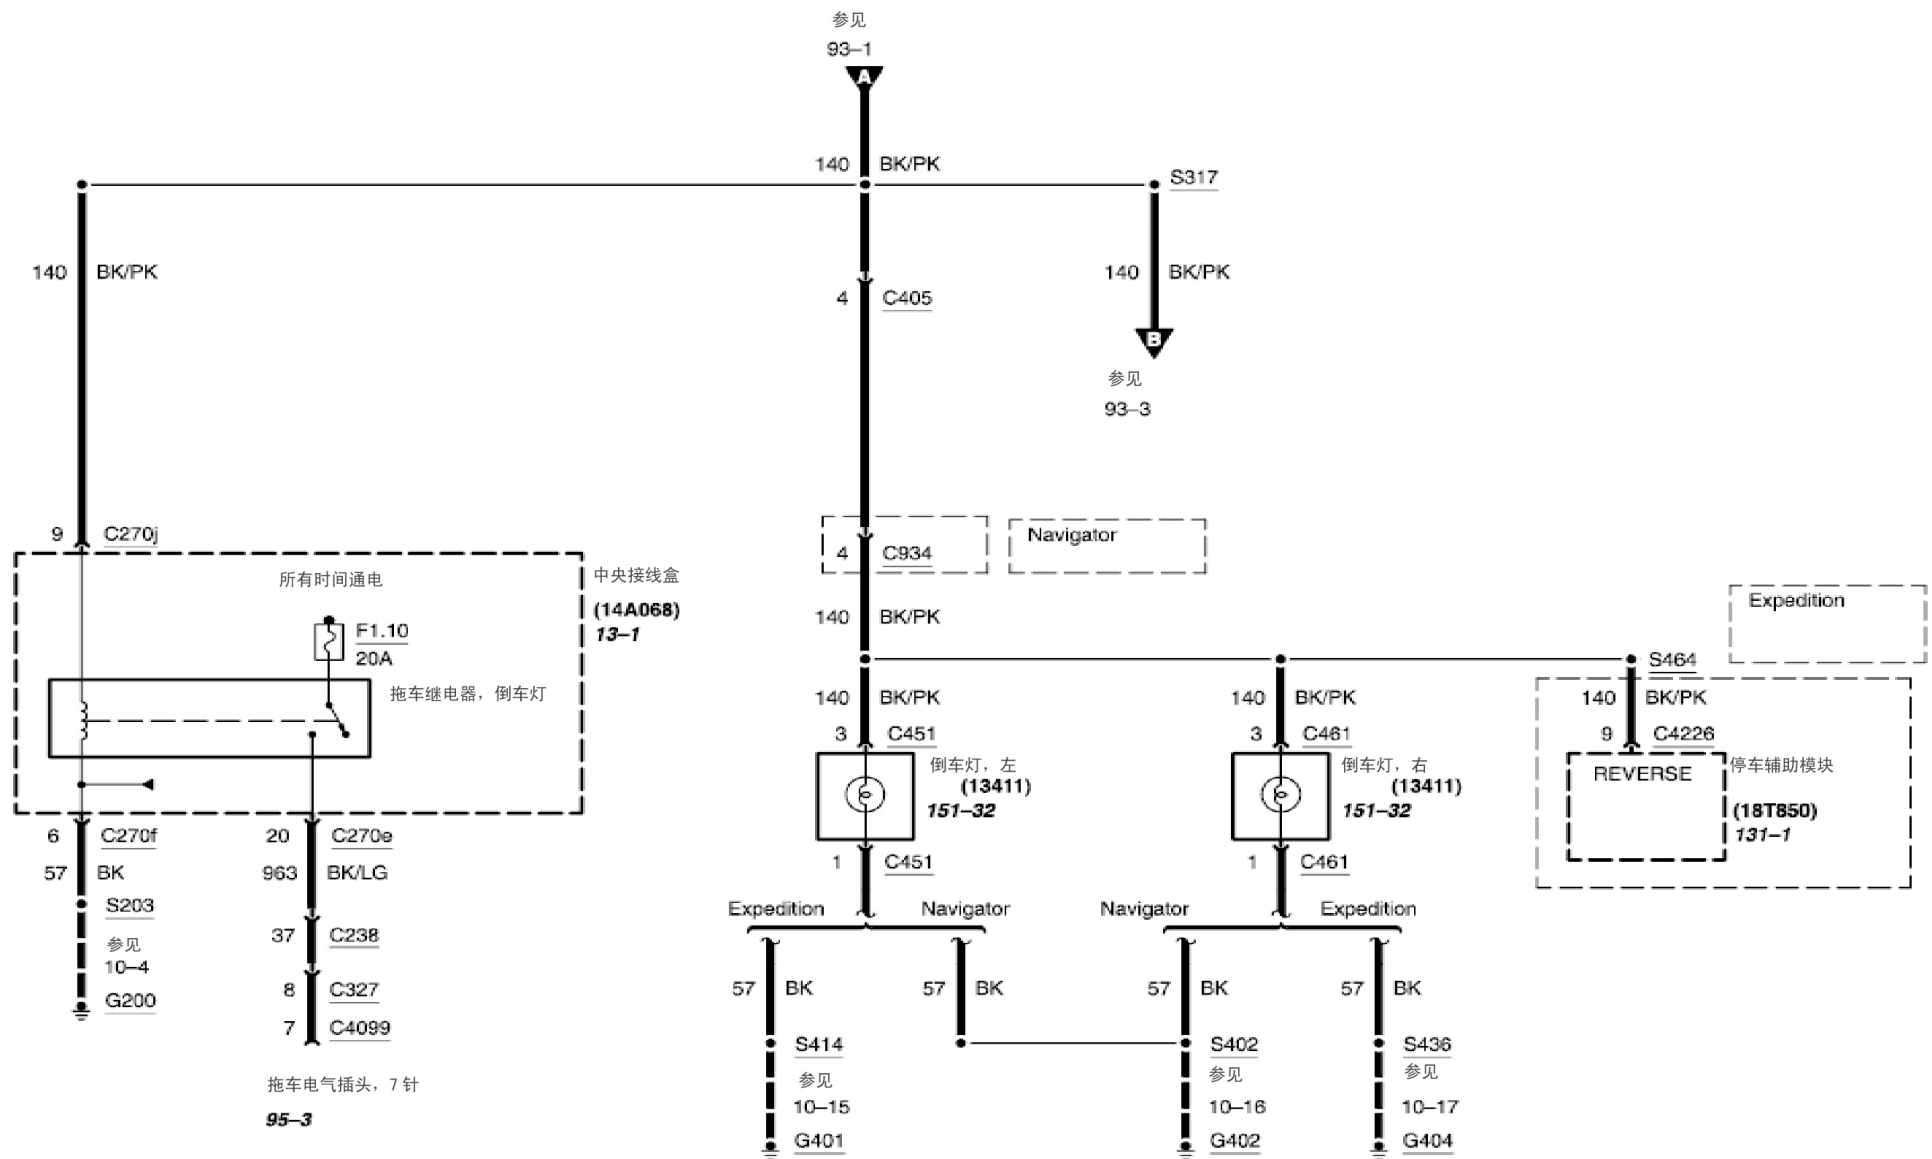 参见
93–1
A
140 BK/PK
S317
140 BK/PK
140 BK/PK
4 C405
B
参见
93–3
9 C270j
4 C934
Navigator
所有时间通电
中央接线盒
(14A068)
13–1
F1.10
20A
140 BK/PK
Expedition
S464
拖车继电器，倒车灯
140 BK/PK
140 BK/PK
140 BK/PK
3 C451
3 C461
9 C4226
倒车灯，左
(13411)
151–32
倒车灯，右
(13411)
151–32
REVERSE
停车辅助模块
(18T850)
131–1
6 C270f
20 C270e
1 C451
1 C461
57 BK
963 BK/LG
S203
Expedition
Navigator
Navigator
Expedition
37 C238
参见
10–4
G200
8 C327
7 C4099
57 BK
57 BK
57 BK
57 BK
S414
S402
S436
参见
参见
参见
10–15
10–16
10–17
G401
G402
G404
拖车电气插头，7 针
95–3